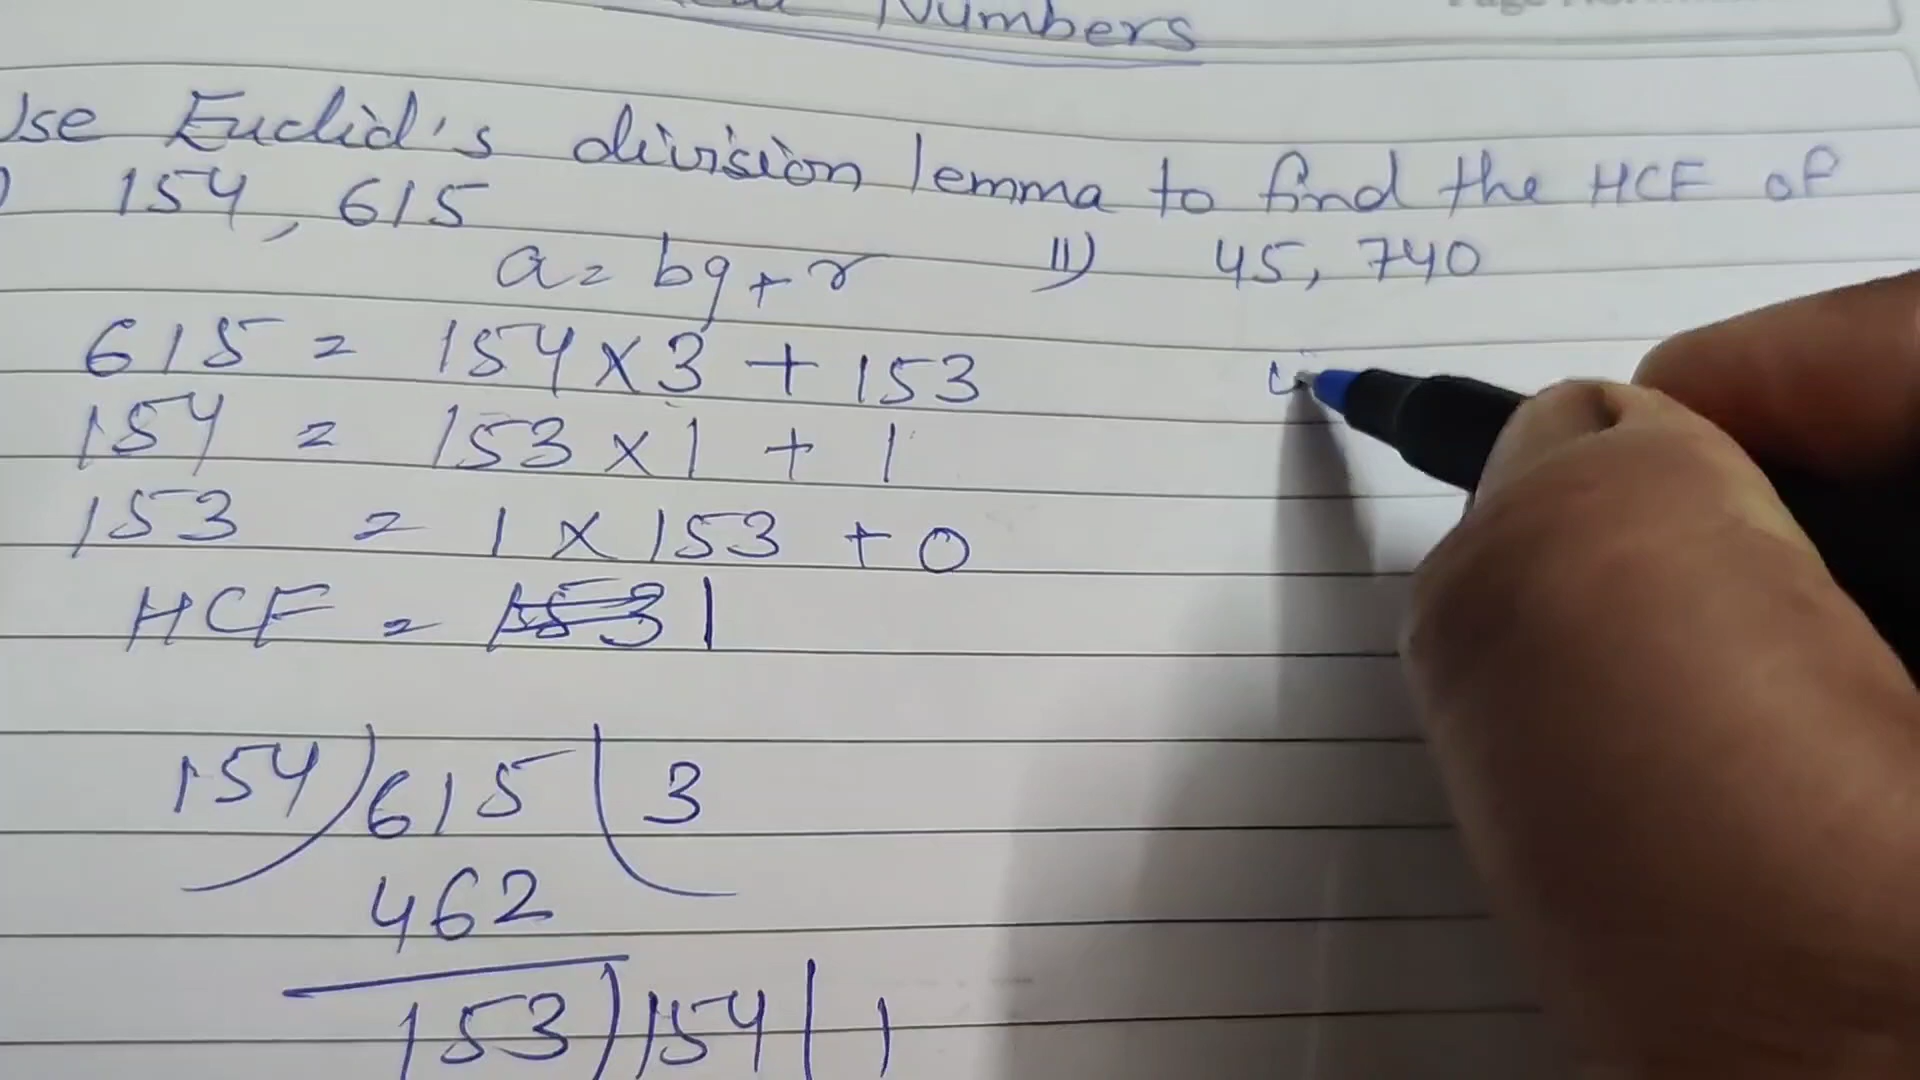 Numbers
Use Euclid's division lemma to find the HCF of
) 154, 615
a = bq + r
II) 45, 740
615 = 154 × 3 + 153
154 = 153 × 1 + 1
153 = 1 × 153 + 0
HCF = 153 1
154 ) 615 ( 3
462
153 ) 154 ( 1